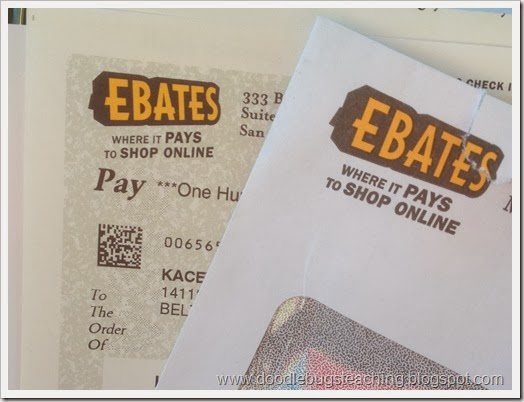 EBATES
WHERE IT PAYS
TO SHOP ONLINE
333 B
Suite
San
CHECK I
Pay ***One Hu
00656
KACE
1411
BEL
To
The
Order
Of
EBATES
WHERE IT PAYS
TO SHOP ONLINE
www.doodlebugsteaching.blogspot.com